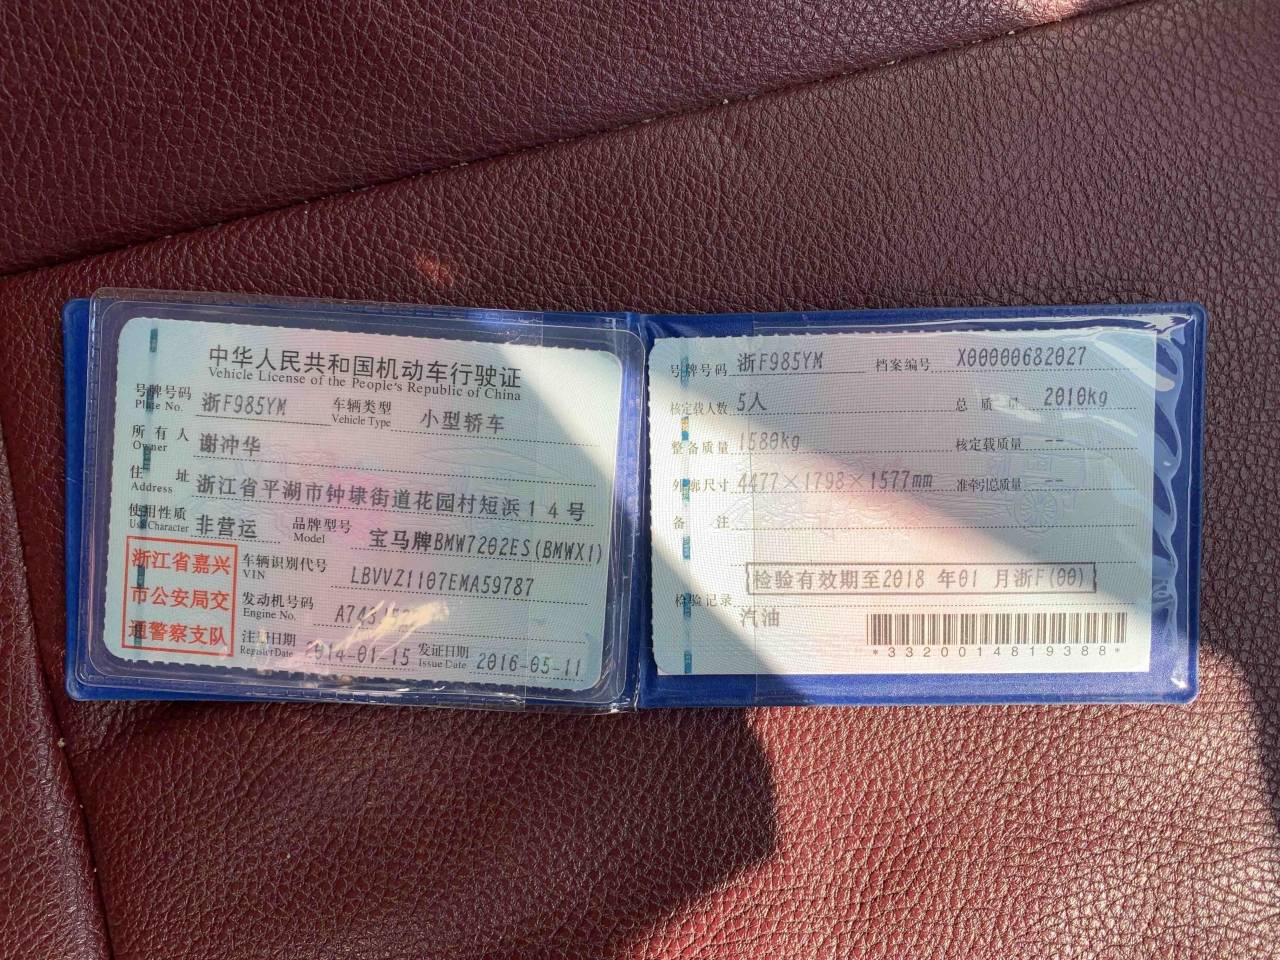 中华人民共和国机动车行驶证
Vehicle License of the People's Republic of China
号牌号码 浙F985YM 车辆类型 小型轿车
Plate No. Vehicle Type
所有人 谢冲华
Owner
住址 浙江省平湖市钟埭街道花园村短浜14号
Address
使用性质 非营运 品牌型号 宝马牌BMW7202ES(BMWX1)
Use Character Model
浙江省嘉兴
市公安局交
通警察支队
车辆识别代号 LBVVZ1107EMA59787
VIN
发动机号码
Engine No.
注册日期 2014-01-15 发证日期 2016-05-11
Register Date Issue Date
号牌号码 浙F985YM 档案编号 X00000682027
核定载人数 5人 总质量 2010kg
整备质量 1580kg 核定载质量 --
外廓尺寸 4477×1798×1577mm 准牵引总质量 --
备注
检验有效期至2018 年01 月浙F(00)
检验记录
汽油
*3320014819388*